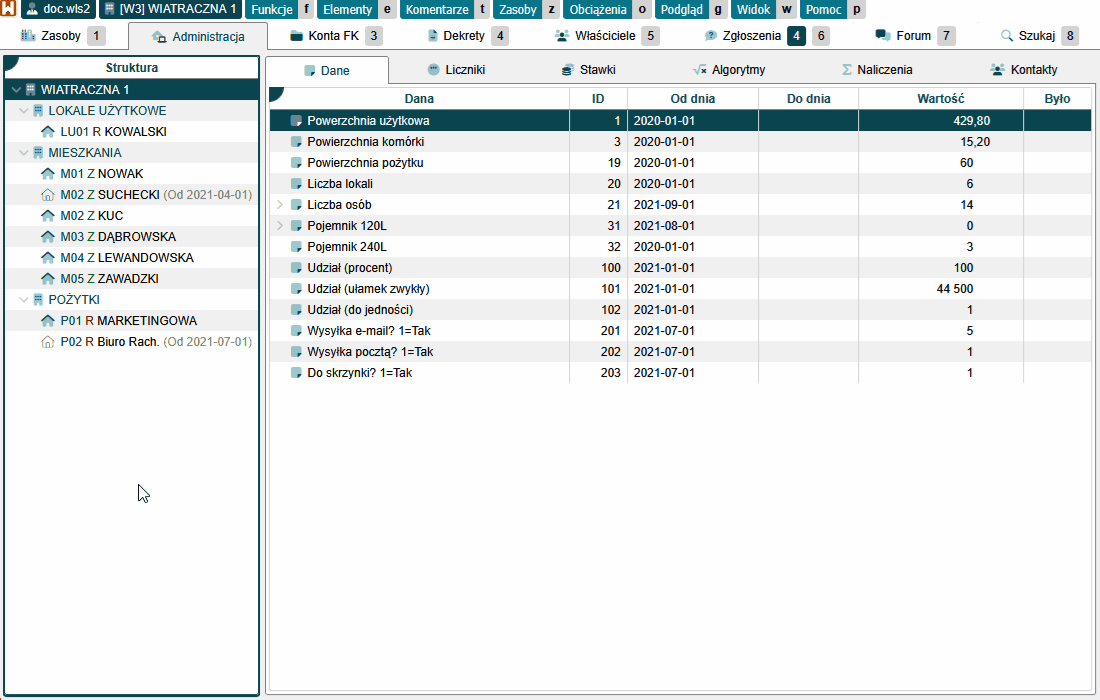 doc.wls2 [W3] WIATRACZNA 1 Funkcje f Elementy e Komentarze t Zasoby z Obciążenia o Podgląd g Widok w Pomoc p
Zasoby 1 Administracja Konta FK 3 Dekrety 4 Właściciele 5 Zgłoszenia 4 6 Forum 7 Szukaj 8
Struktura
WIATRACZNA 1
LOKALE UŻYTKOWE
LU01 R KOWALSKI
MIESZKANIA
M01 Z NOWAK
M02 Z SUCHECKI (Od 2021-04-01)
M02 Z KUC
M03 Z DĄBROWSKA
M04 Z LEWANDOWSKA
M05 Z ZAWADZKI
POŻYTKI
P01 R MARKETINGOWA
P02 R Biuro Rach. (Od 2021-07-01)
Dane Liczniki Stawki Algorytmy Naliczenia Kontakty
Dana ID Od dnia Do dnia Wartość Było
Powerzchnia użytkowa 1 2020-01-01 429,80
Powierzchnia komórki 3 2020-01-01 15,20
Powierzchnia pożytku 19 2020-01-01 60
Liczba lokali 20 2020-01-01 6
Liczba osób 21 2021-09-01 14
Pojemnik 120L 31 2021-08-01 0
Pojemnik 240L 32 2020-01-01 3
Udział (procent) 100 2021-01-01 100
Udział (ułamek zwykły) 101 2021-01-01 44 500
Udział (do jedności) 102 2021-01-01 1
Wysyłka e-mail? 1=Tak 201 2021-07-01 5
Wysyłka pocztą? 1=Tak 202 2021-07-01 1
Do skrzynki? 1=Tak 203 2021-07-01 1